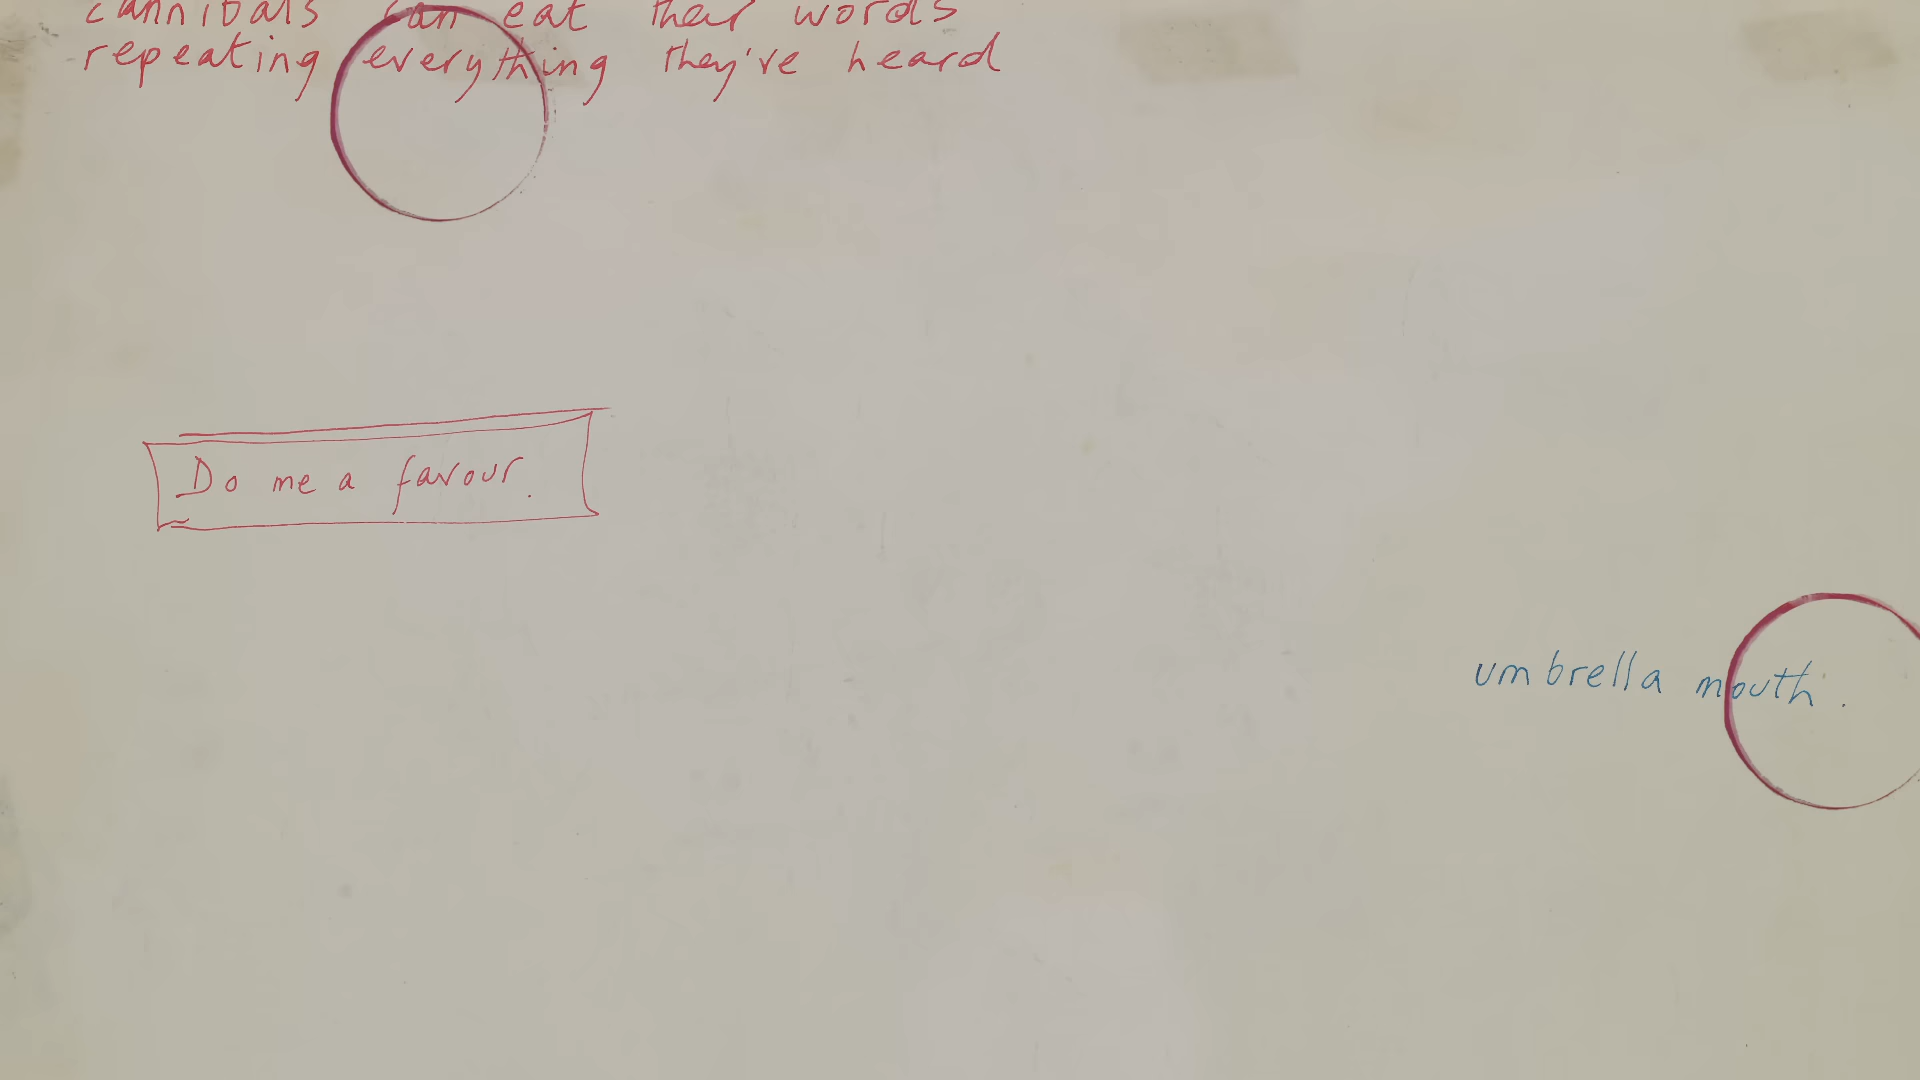 cannibals can eat their words
repeating everything they've heard
Do me a favour.
umbrella mouth.